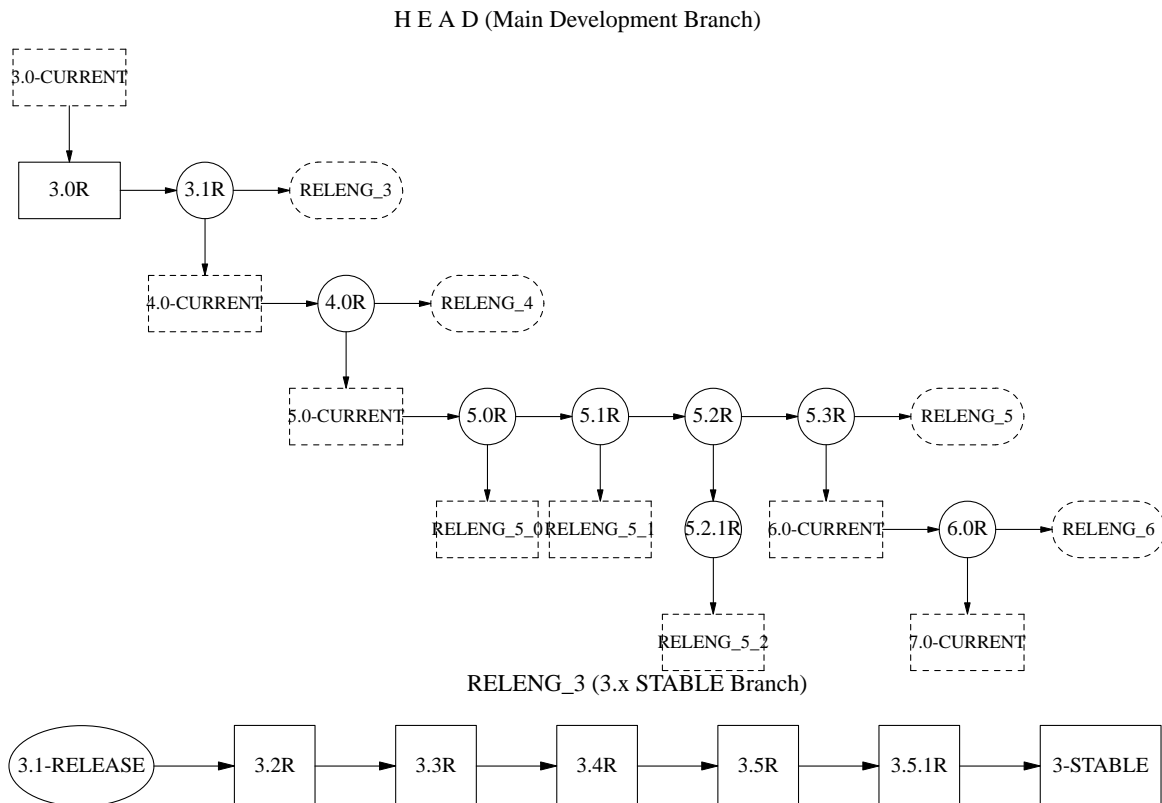 H E A D (Main Development Branch)
3.0-CURRENT
3.0R
3.1R
RELENG_3
4.0-CURRENT
4.0R
RELENG_4
5.0-CURRENT
5.0R
5.1R
5.2R
5.3R
RELENG_5
RELENG_5_0
RELENG_5_1
5.2.1R
6.0-CURRENT
6.0R
RELENG_6
RELENG_5_2
7.0-CURRENT
RELENG_3 (3.x STABLE Branch)
3.1-RELEASE
3.2R
3.3R
3.4R
3.5R
3.5.1R
3-STABLE